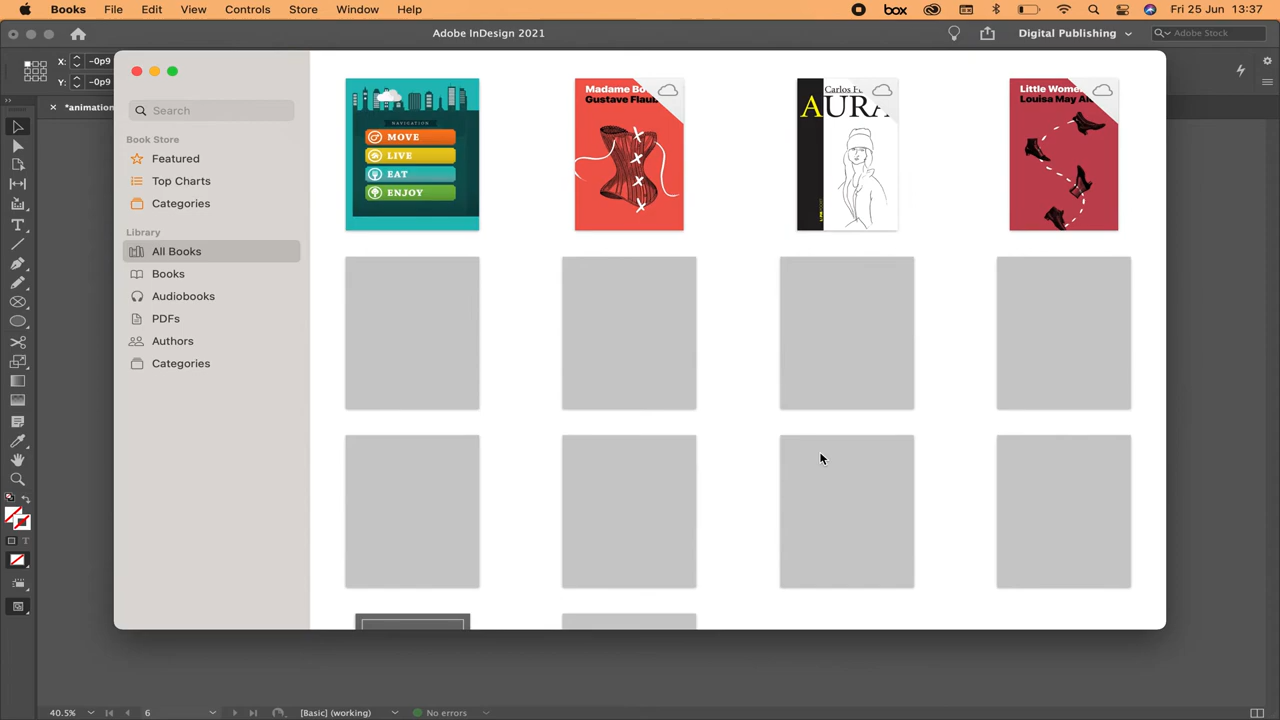 Books File Edit View Controls Store Window Help box Fri 25 Jun 13:37
Adobe InDesign 2021 Digital Publishing Adobe Stock
X: -0p9
Y: -0p9
*animation
Search
Book Store
Featured
Top Charts
Categories
Library
All Books
Books
Audiobooks
PDFs
Authors
Categories
NAVIGATION
MOVE
LIVE
EAT
ENJOY
Madame Bo
Gustave Flaub
Carlos Fu
AURA
Little Wome
Louisa May Al
40.5% 6 [Basic] (working) No errors